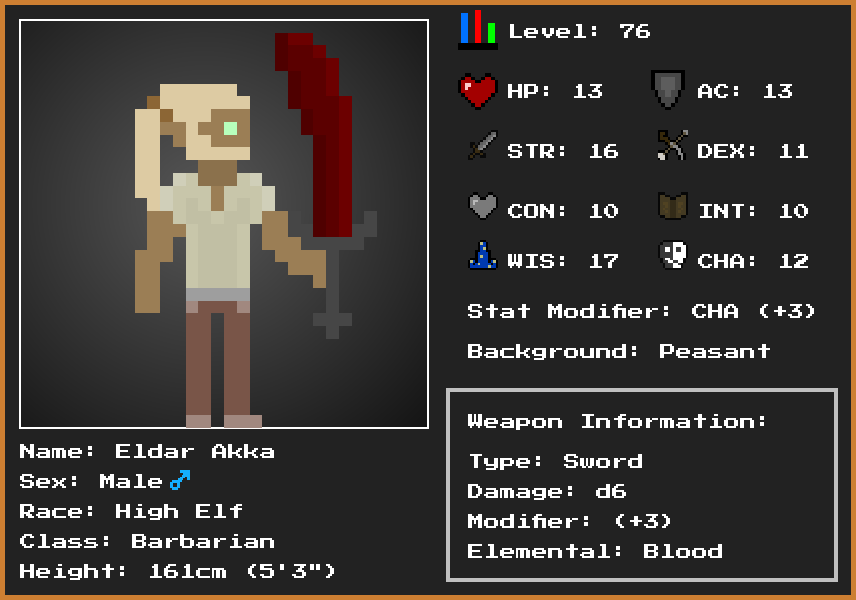 Level: 76
HP: 13 AC: 13
STR: 16 DEX: 11
CON: 10 INT: 10
WIS: 17 CHA: 12
Stat Modifier: CHA (+3)
Background: Peasant
Weapon Information:
Type: Sword
Damage: d6
Modifier: (+3)
Elemental: Blood
Name: Eldar Akka
Sex: Male♂
Race: High Elf
Class: Barbarian
Height: 161cm (5'3")